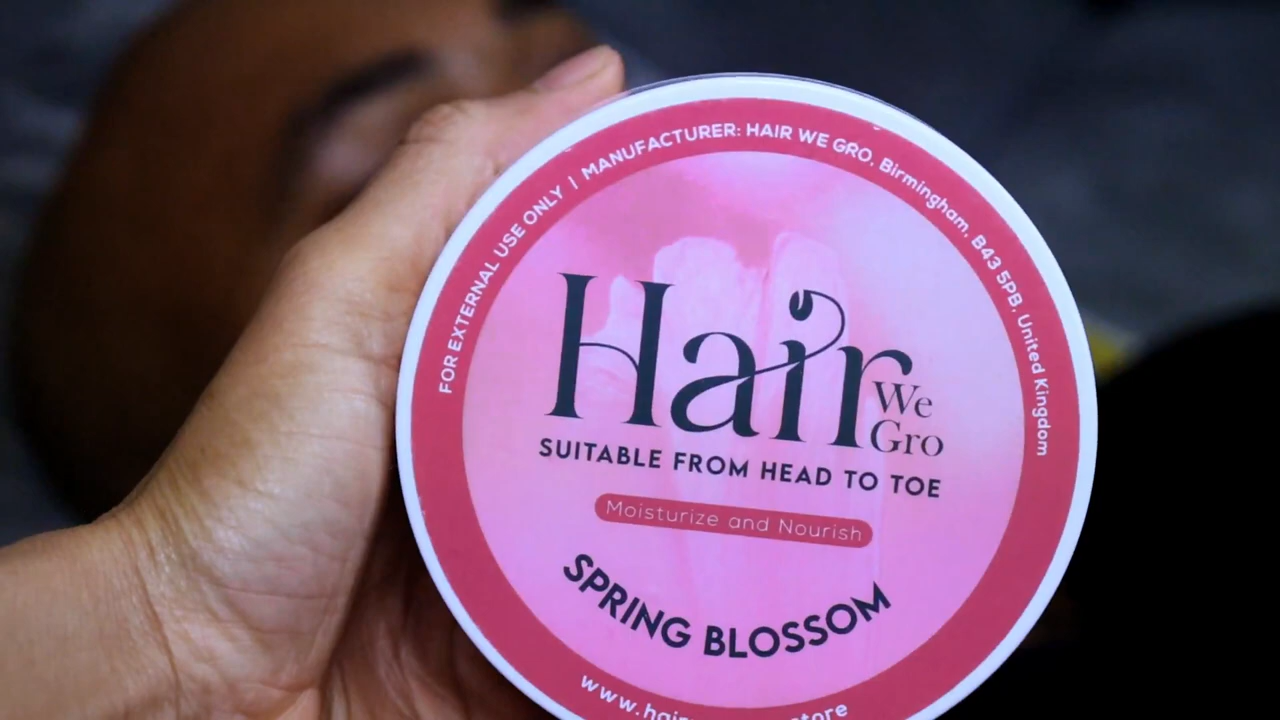 FOR EXTERNAL USE ONLY | MANUFACTURER: HAIR WE GRO, Birmingham, B43 5PB, United Kingdom
Hair We Gro
SUITABLE FROM HEAD TO TOE
Moisturize and Nourish
SPRING BLOSSOM